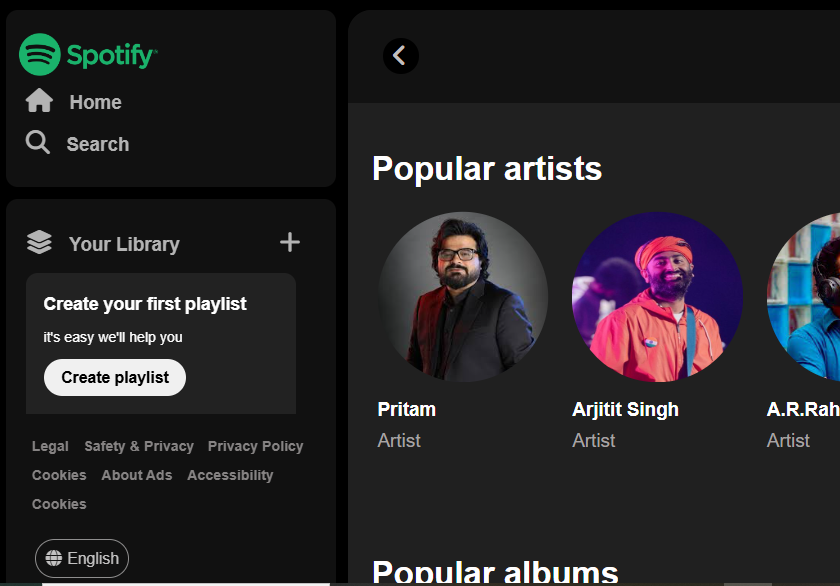 Spotify
Home
Search
Your Library
Create your first playlist
it's easy we'll help you
Create playlist
Legal Safety & Privacy Privacy Policy
Cookies About Ads Accessibility
Cookies
English
Popular artists
Pritam Arjitit Singh A.R.Rah
Artist Artist Artist
Popular albums